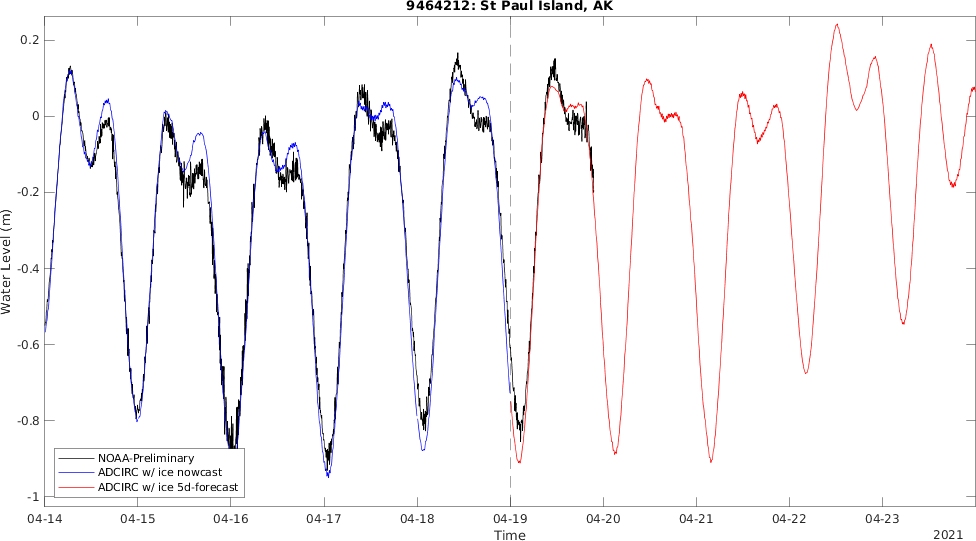 9464212: St Paul Island, AK
0.2
0
-0.2
-0.4
-0.6
-0.8
-1
Water Level (m)
NOAA-Preliminary
ADCIRC w/ ice nowcast
ADCIRC w/ ice 5d-forecast
04-14 04-15 04-16 04-17 04-18 04-19 04-20 04-21 04-22 04-23
Time
2021